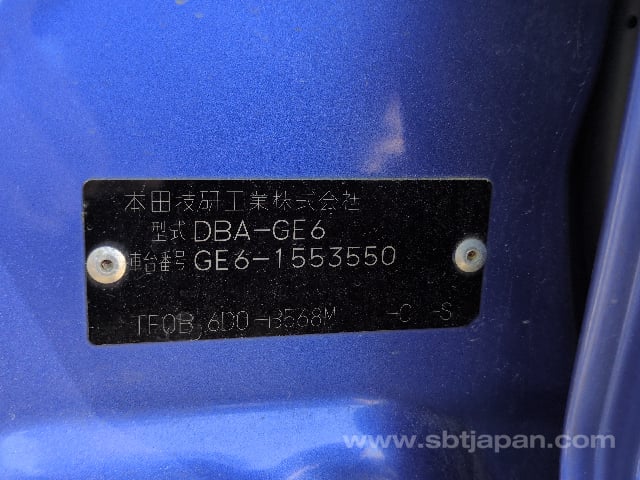 本田技研工業株式会社
型式 DBA-GE6
車台番号 GE6-1553550
6D0-B568M -C -S
www.sbtjapan.com